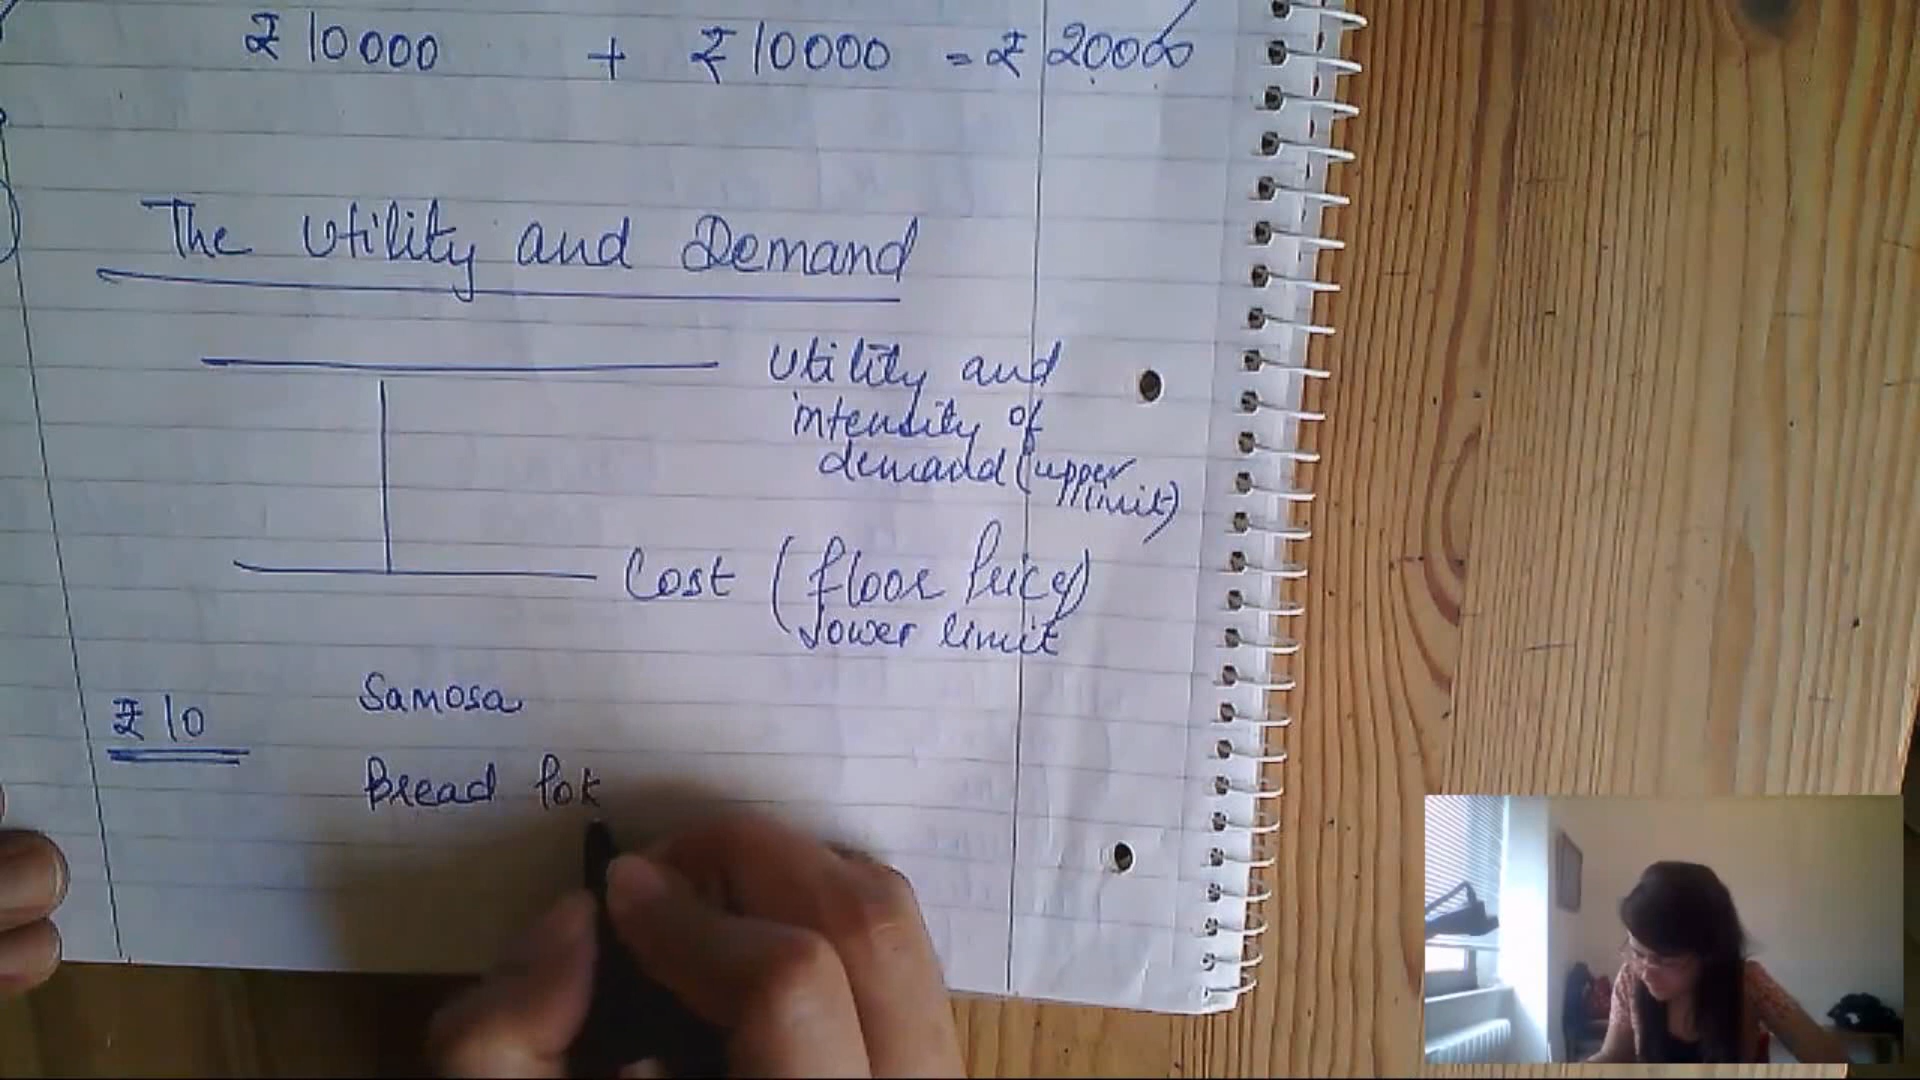 ₹ 10000 + ₹ 10000 = ₹ 20000
The Utility and Demand
Utility and
intensity of
demand (upper
limit)
Cost (floor Price)
lower limit
₹ 10
Samosa
Bread Pok